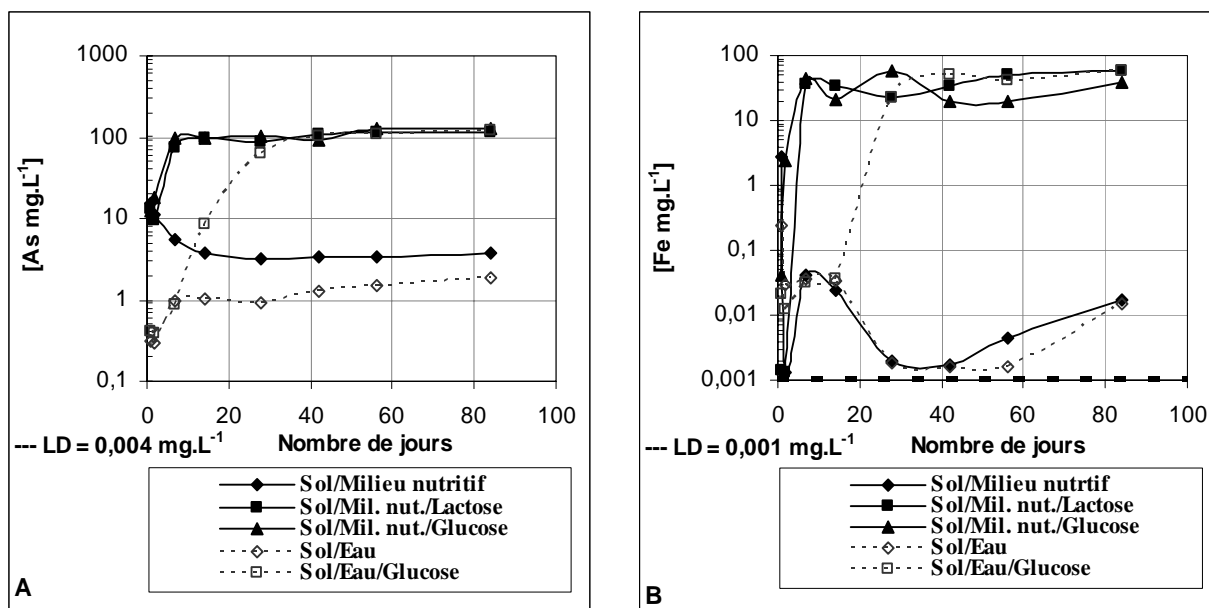 1000
100
10
1
0,1
[As mg.L-1]
0 20 40 60 80 100
--- LD = 0,004 mg.L-1
Nombre de jours
Sol/Milieu nutritif
Sol/Mil. nut./Lactose
Sol/Mil. nut./Glucose
Sol/Eau
Sol/Eau/Glucose
A
100
10
1
0,1
0,01
0,001
[Fe mg.L-1]
0 20 40 60 80 100
--- LD = 0,001 mg.L-1
Nombre de jours
Sol/Milieu nutrtif
Sol/Mil. nut./Lactose
Sol/Mil. nut./Glucose
Sol/Eau
Sol/Eau/Glucose
B